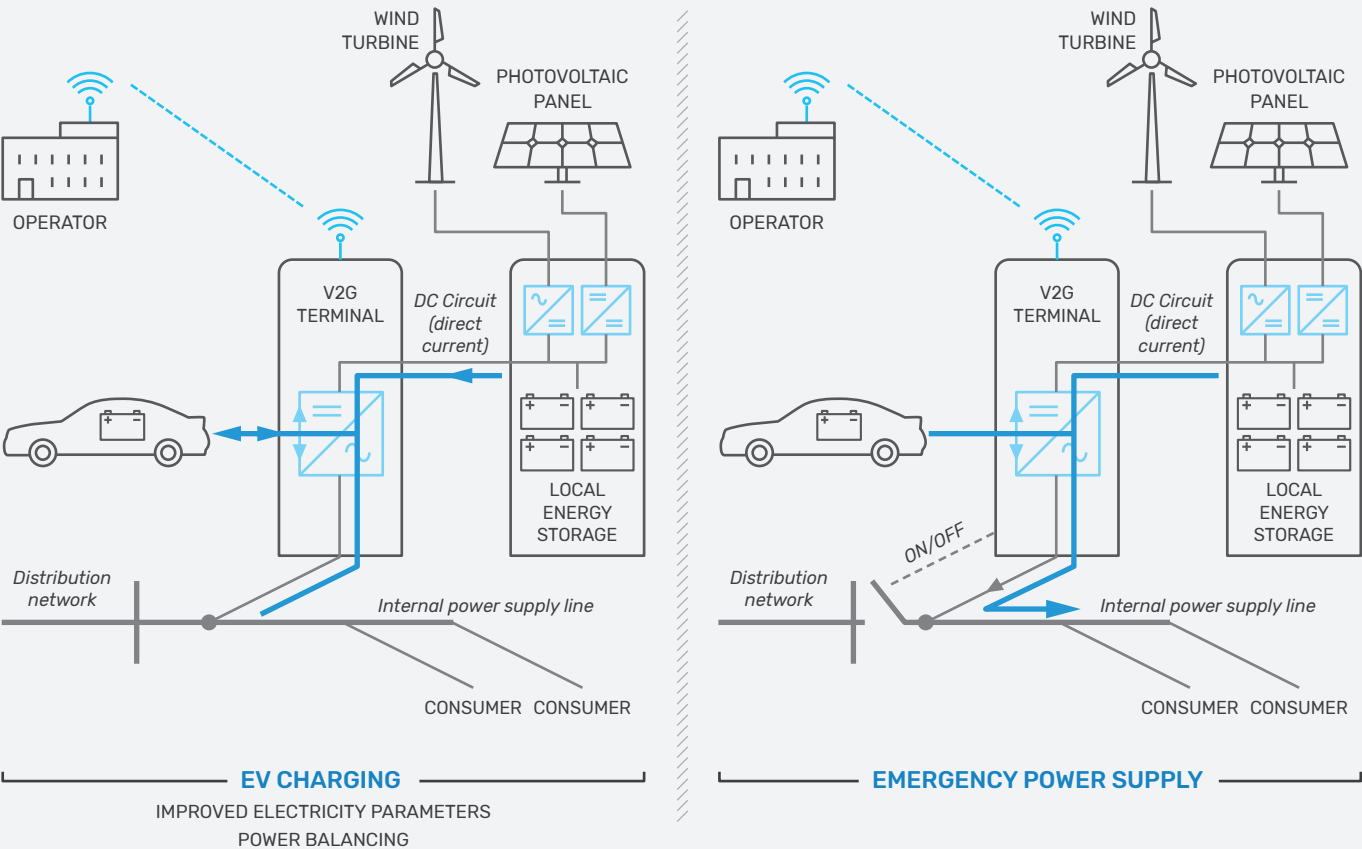 WIND
TURBINE
PHOTOVOLTAIC
PANEL
OPERATOR
V2G
TERMINAL
DC Circuit
(direct
current)
+ −
+ −
+ −
+ −
+ −
LOCAL
ENERGY
STORAGE
Distribution
network
Internal power supply line
CONSUMER CONSUMER
EV CHARGING
IMPROVED ELECTRICITY PARAMETERS
POWER BALANCING
WIND
TURBINE
PHOTOVOLTAIC
PANEL
OPERATOR
V2G
TERMINAL
DC Circuit
(direct
current)
+ −
+ −
+ −
+ −
+ −
LOCAL
ENERGY
STORAGE
ON/OFF
Distribution
network
Internal power supply line
CONSUMER CONSUMER
EMERGENCY POWER SUPPLY